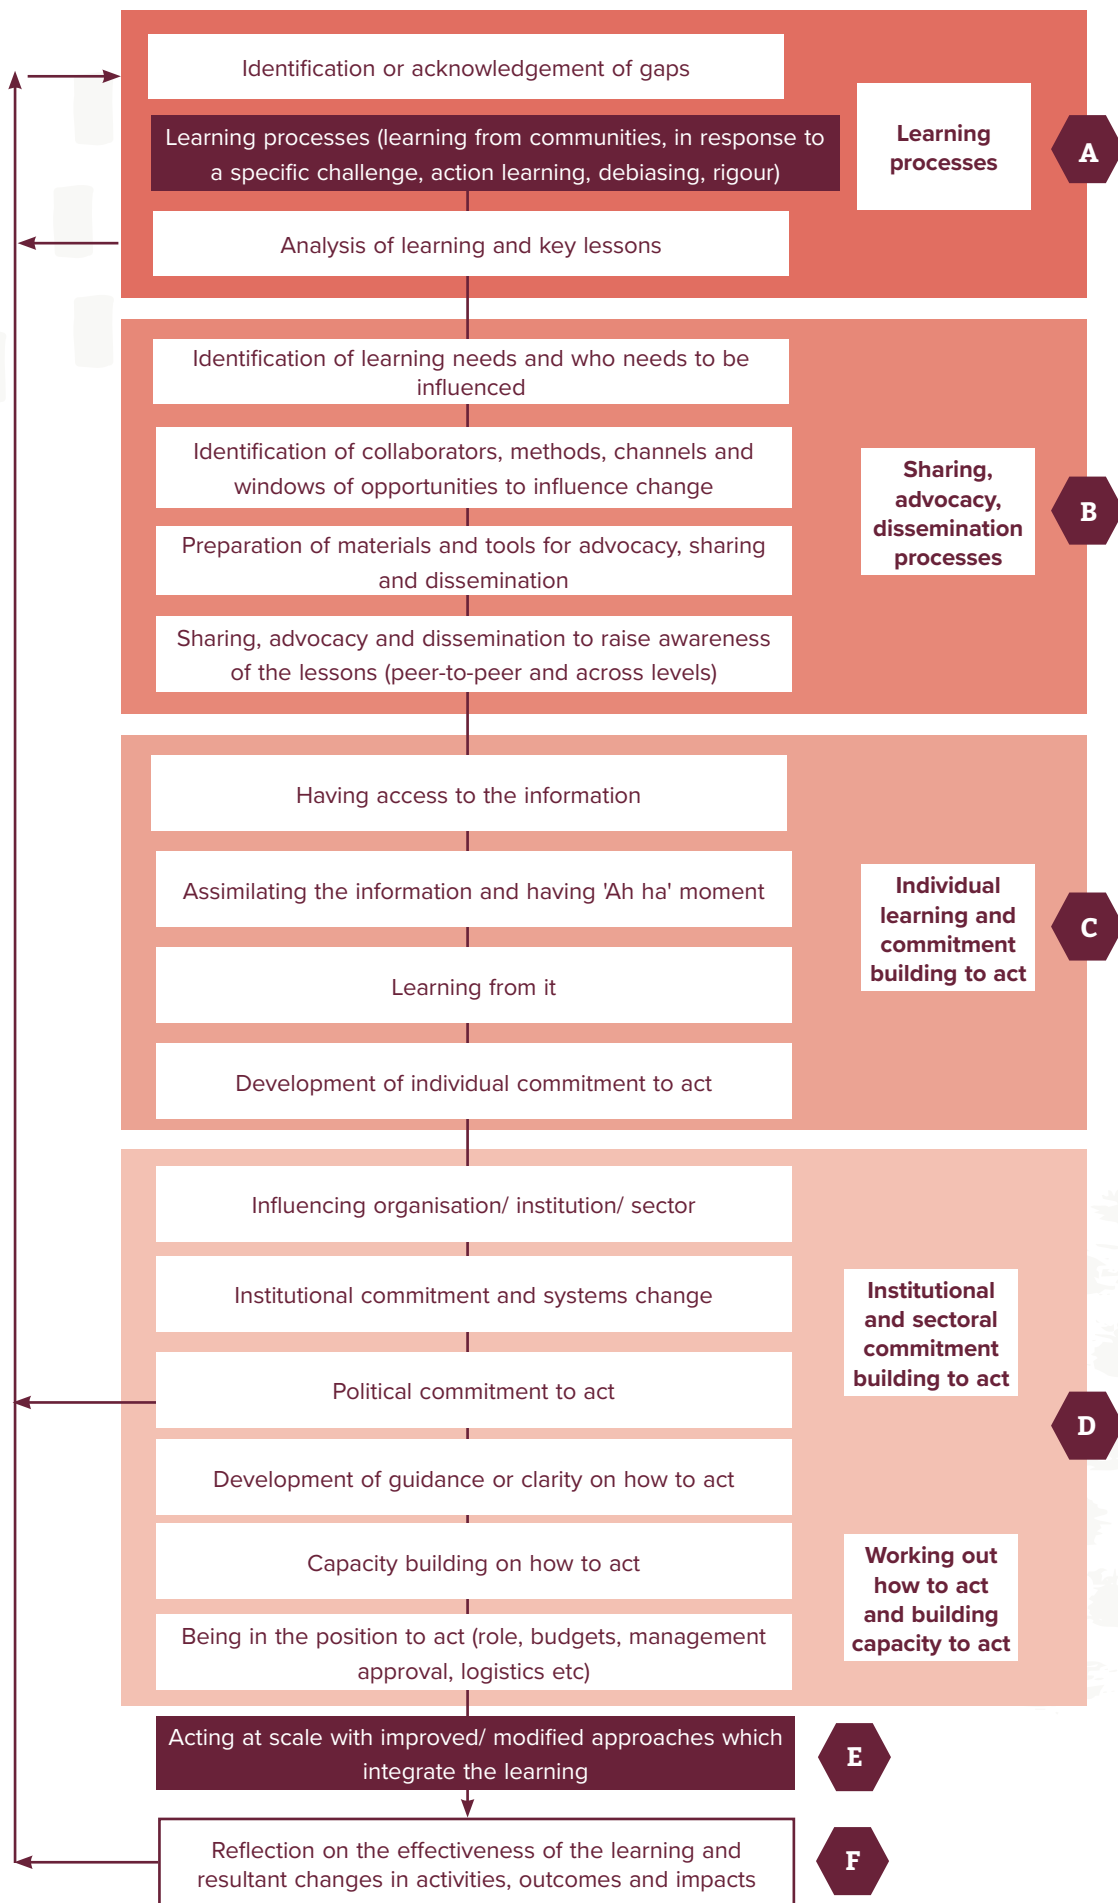 Identification or acknowledgement of gaps
Learning processes (learning from communities, in response to
a specific challenge, action learning, debiasing, rigour)
Analysis of learning and key lessons
Learning
processes
A
Identification of learning needs and who needs to be
influenced
Identification of collaborators, methods, channels and
windows of opportunities to influence change
Preparation of materials and tools for advocacy, sharing
and dissemination
Sharing, advocacy and dissemination to raise awareness
of the lessons (peer-to-peer and across levels)
Sharing,
advocacy,
dissemination
processes
B
Having access to the information
Assimilating the information and having 'Ah ha' moment
Learning from it
Development of individual commitment to act
Individual
learning and
commitment
building to act
C
Influencing organisation/ institution/ sector
Institutional commitment and systems change
Political commitment to act
Development of guidance or clarity on how to act
Capacity building on how to act
Being in the position to act (role, budgets, management
approval, logistics etc)
Institutional
and sectoral
commitment
building to act
D
Working out
how to act
and building
capacity to act
Acting at scale with improved/ modified approaches which
integrate the learning
E
Reflection on the effectiveness of the learning and
resultant changes in activities, outcomes and impacts
F